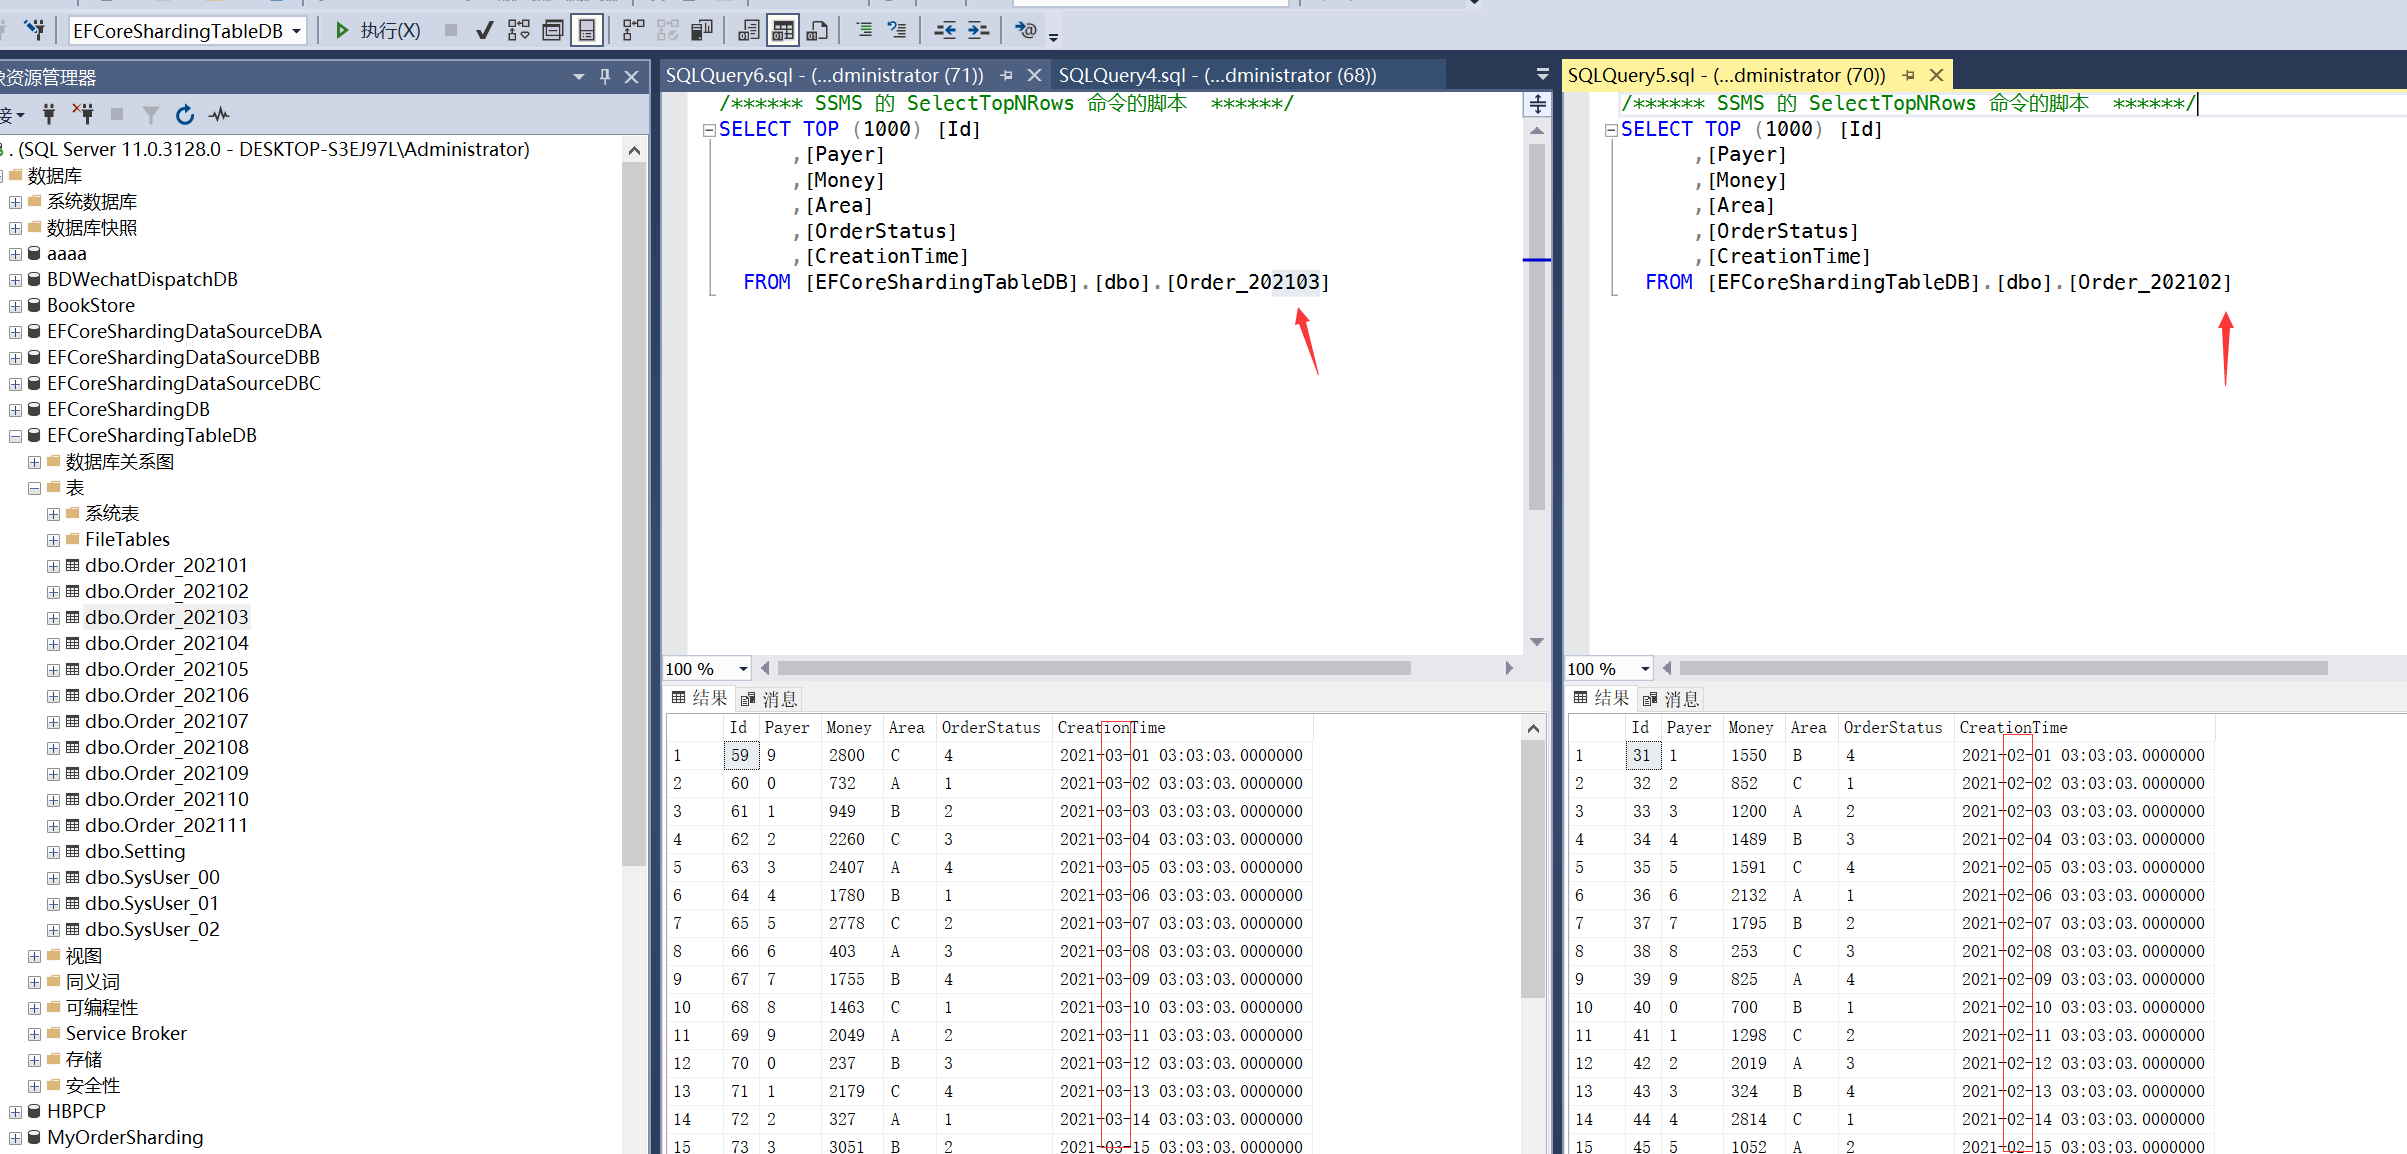 EFCoreShardingTableDB
执行(X)
资源管理器
. (SQL Server 11.0.3128.0 - DESKTOP-S3EJ97L\Administrator)
数据库
系统数据库
数据库快照
aaaa
BDWechatDispatchDB
BookStore
EFCoreShardingDataSourceDBA
EFCoreShardingDataSourceDBB
EFCoreShardingDataSourceDBC
EFCoreShardingDB
EFCoreShardingTableDB
数据库关系图
表
系统表
FileTables
dbo.Order_202101
dbo.Order_202102
dbo.Order_202103
dbo.Order_202104
dbo.Order_202105
dbo.Order_202106
dbo.Order_202107
dbo.Order_202108
dbo.Order_202109
dbo.Order_202110
dbo.Order_202111
dbo.Setting
dbo.SysUser_00
dbo.SysUser_01
dbo.SysUser_02
视图
同义词
可编程性
Service Broker
存储
安全性
HBPCP
MyOrderSharding
SQLQuery6.sql - (...dministrator (71)) SQLQuery4.sql - (...dministrator (68))
/****** SSMS 的 SelectTopNRows 命令的脚本 ******/
SELECT TOP (1000) [Id]
,[Payer]
,[Money]
,[Area]
,[OrderStatus]
,[CreationTime]
FROM [EFCoreShardingTableDB].[dbo].[Order_202103]
100 %
结果 消息
Id Payer Money Area OrderStatus CreationTime
1 59 9 2800 C 4 2021-03-01 03:03:03.0000000
2 60 0 732 A 1 2021-03-02 03:03:03.0000000
3 61 1 949 B 2 2021-03-03 03:03:03.0000000
4 62 2 2260 C 3 2021-03-04 03:03:03.0000000
5 63 3 2407 A 4 2021-03-05 03:03:03.0000000
6 64 4 1780 B 1 2021-03-06 03:03:03.0000000
7 65 5 2778 C 2 2021-03-07 03:03:03.0000000
8 66 6 403 A 3 2021-03-08 03:03:03.0000000
9 67 7 1755 B 4 2021-03-09 03:03:03.0000000
10 68 8 1463 C 1 2021-03-10 03:03:03.0000000
11 69 9 2049 A 2 2021-03-11 03:03:03.0000000
12 70 0 237 B 3 2021-03-12 03:03:03.0000000
13 71 1 2179 C 4 2021-03-13 03:03:03.0000000
14 72 2 327 A 1 2021-03-14 03:03:03.0000000
15 73 3 3051 B 2 2021-03-15 03:03:03.0000000
SQLQuery5.sql - (...dministrator (70))
/****** SSMS 的 SelectTopNRows 命令的脚本 ******/
SELECT TOP (1000) [Id]
,[Payer]
,[Money]
,[Area]
,[OrderStatus]
,[CreationTime]
FROM [EFCoreShardingTableDB].[dbo].[Order_202102]
100 %
结果 消息
Id Payer Money Area OrderStatus CreationTime
1 31 1 1550 B 4 2021-02-01 03:03:03.0000000
2 32 2 852 C 1 2021-02-02 03:03:03.0000000
3 33 3 1200 A 2 2021-02-03 03:03:03.0000000
4 34 4 1489 B 3 2021-02-04 03:03:03.0000000
5 35 5 1591 C 4 2021-02-05 03:03:03.0000000
6 36 6 2132 A 1 2021-02-06 03:03:03.0000000
7 37 7 1795 B 2 2021-02-07 03:03:03.0000000
8 38 8 253 C 3 2021-02-08 03:03:03.0000000
9 39 9 825 A 4 2021-02-09 03:03:03.0000000
10 40 0 700 B 1 2021-02-10 03:03:03.0000000
11 41 1 1298 C 2 2021-02-11 03:03:03.0000000
12 42 2 2019 A 3 2021-02-12 03:03:03.0000000
13 43 3 324 B 4 2021-02-13 03:03:03.0000000
14 44 4 2814 C 1 2021-02-14 03:03:03.0000000
15 45 5 1052 A 2 2021-02-15 03:03:03.0000000